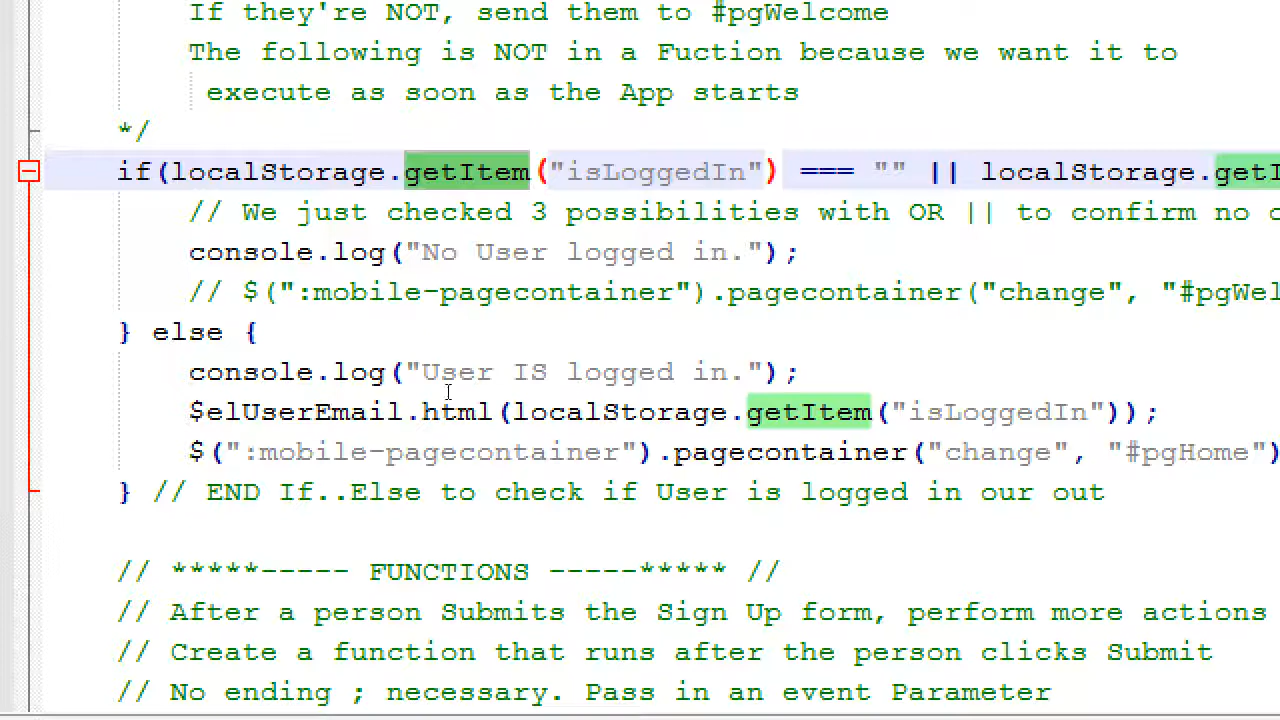 If they're NOT, send them to #pgWelcome
The following is NOT in a Fuction because we want it to
execute as soon as the App starts
*/
if(localStorage.getItem("isLoggedIn") === "" || localStorage.getI
// We just checked 3 possibilities with OR || to confirm no
console.log("No User logged in.");
// $(":mobile-pagecontainer").pagecontainer("change", "#pgWel
} else {
console.log("User IS logged in.");
$elUserEmail.html(localStorage.getItem("isLoggedIn"));
$(":mobile-pagecontainer").pagecontainer("change", "#pgHome")
} // END If..Else to check if User is logged in our out
// *****----- FUNCTIONS -----***** //
// After a person Submits the Sign Up form, perform more actions
// Create a function that runs after the person clicks Submit
// No ending ; necessary. Pass in an event Parameter